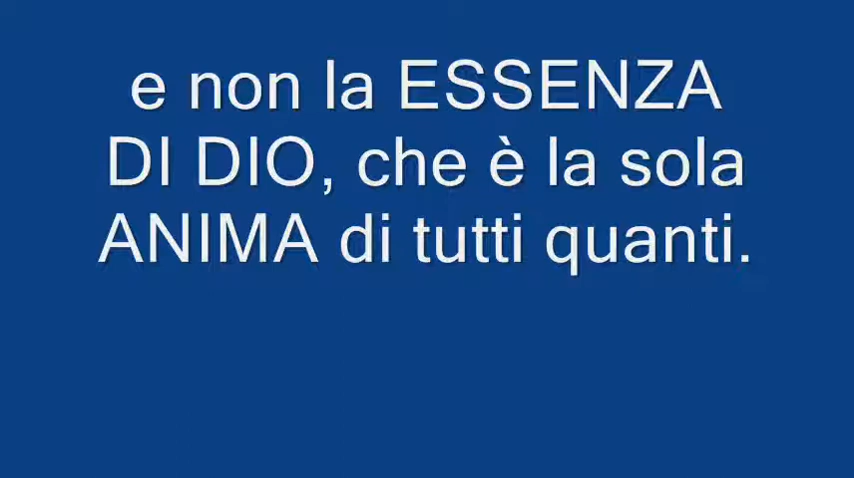 e non la ESSENZA
DI DIO, che è la sola
ANIMA di tutti quanti.